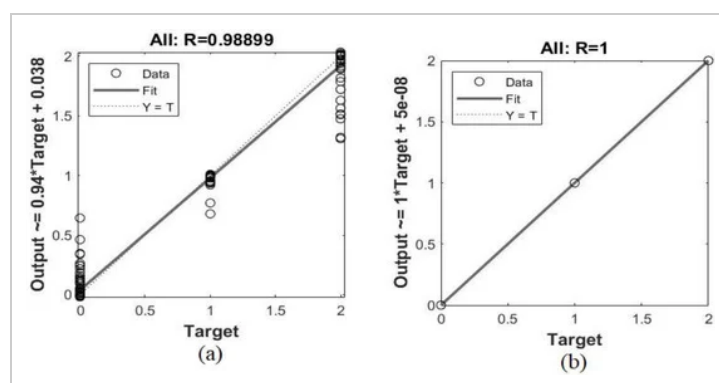 All: R=0.98899
Output ~= 0.94*Target + 0.038
2
1.5
1
0.5
0
Data
Fit
Y = T
0 0.5 1 1.5 2
Target
(a)
All: R=1
Output ~= 1*Target + 5e-08
2
1.5
1
0.5
0
Data
Fit
Y = T
0 0.5 1 1.5 2
Target
(b)